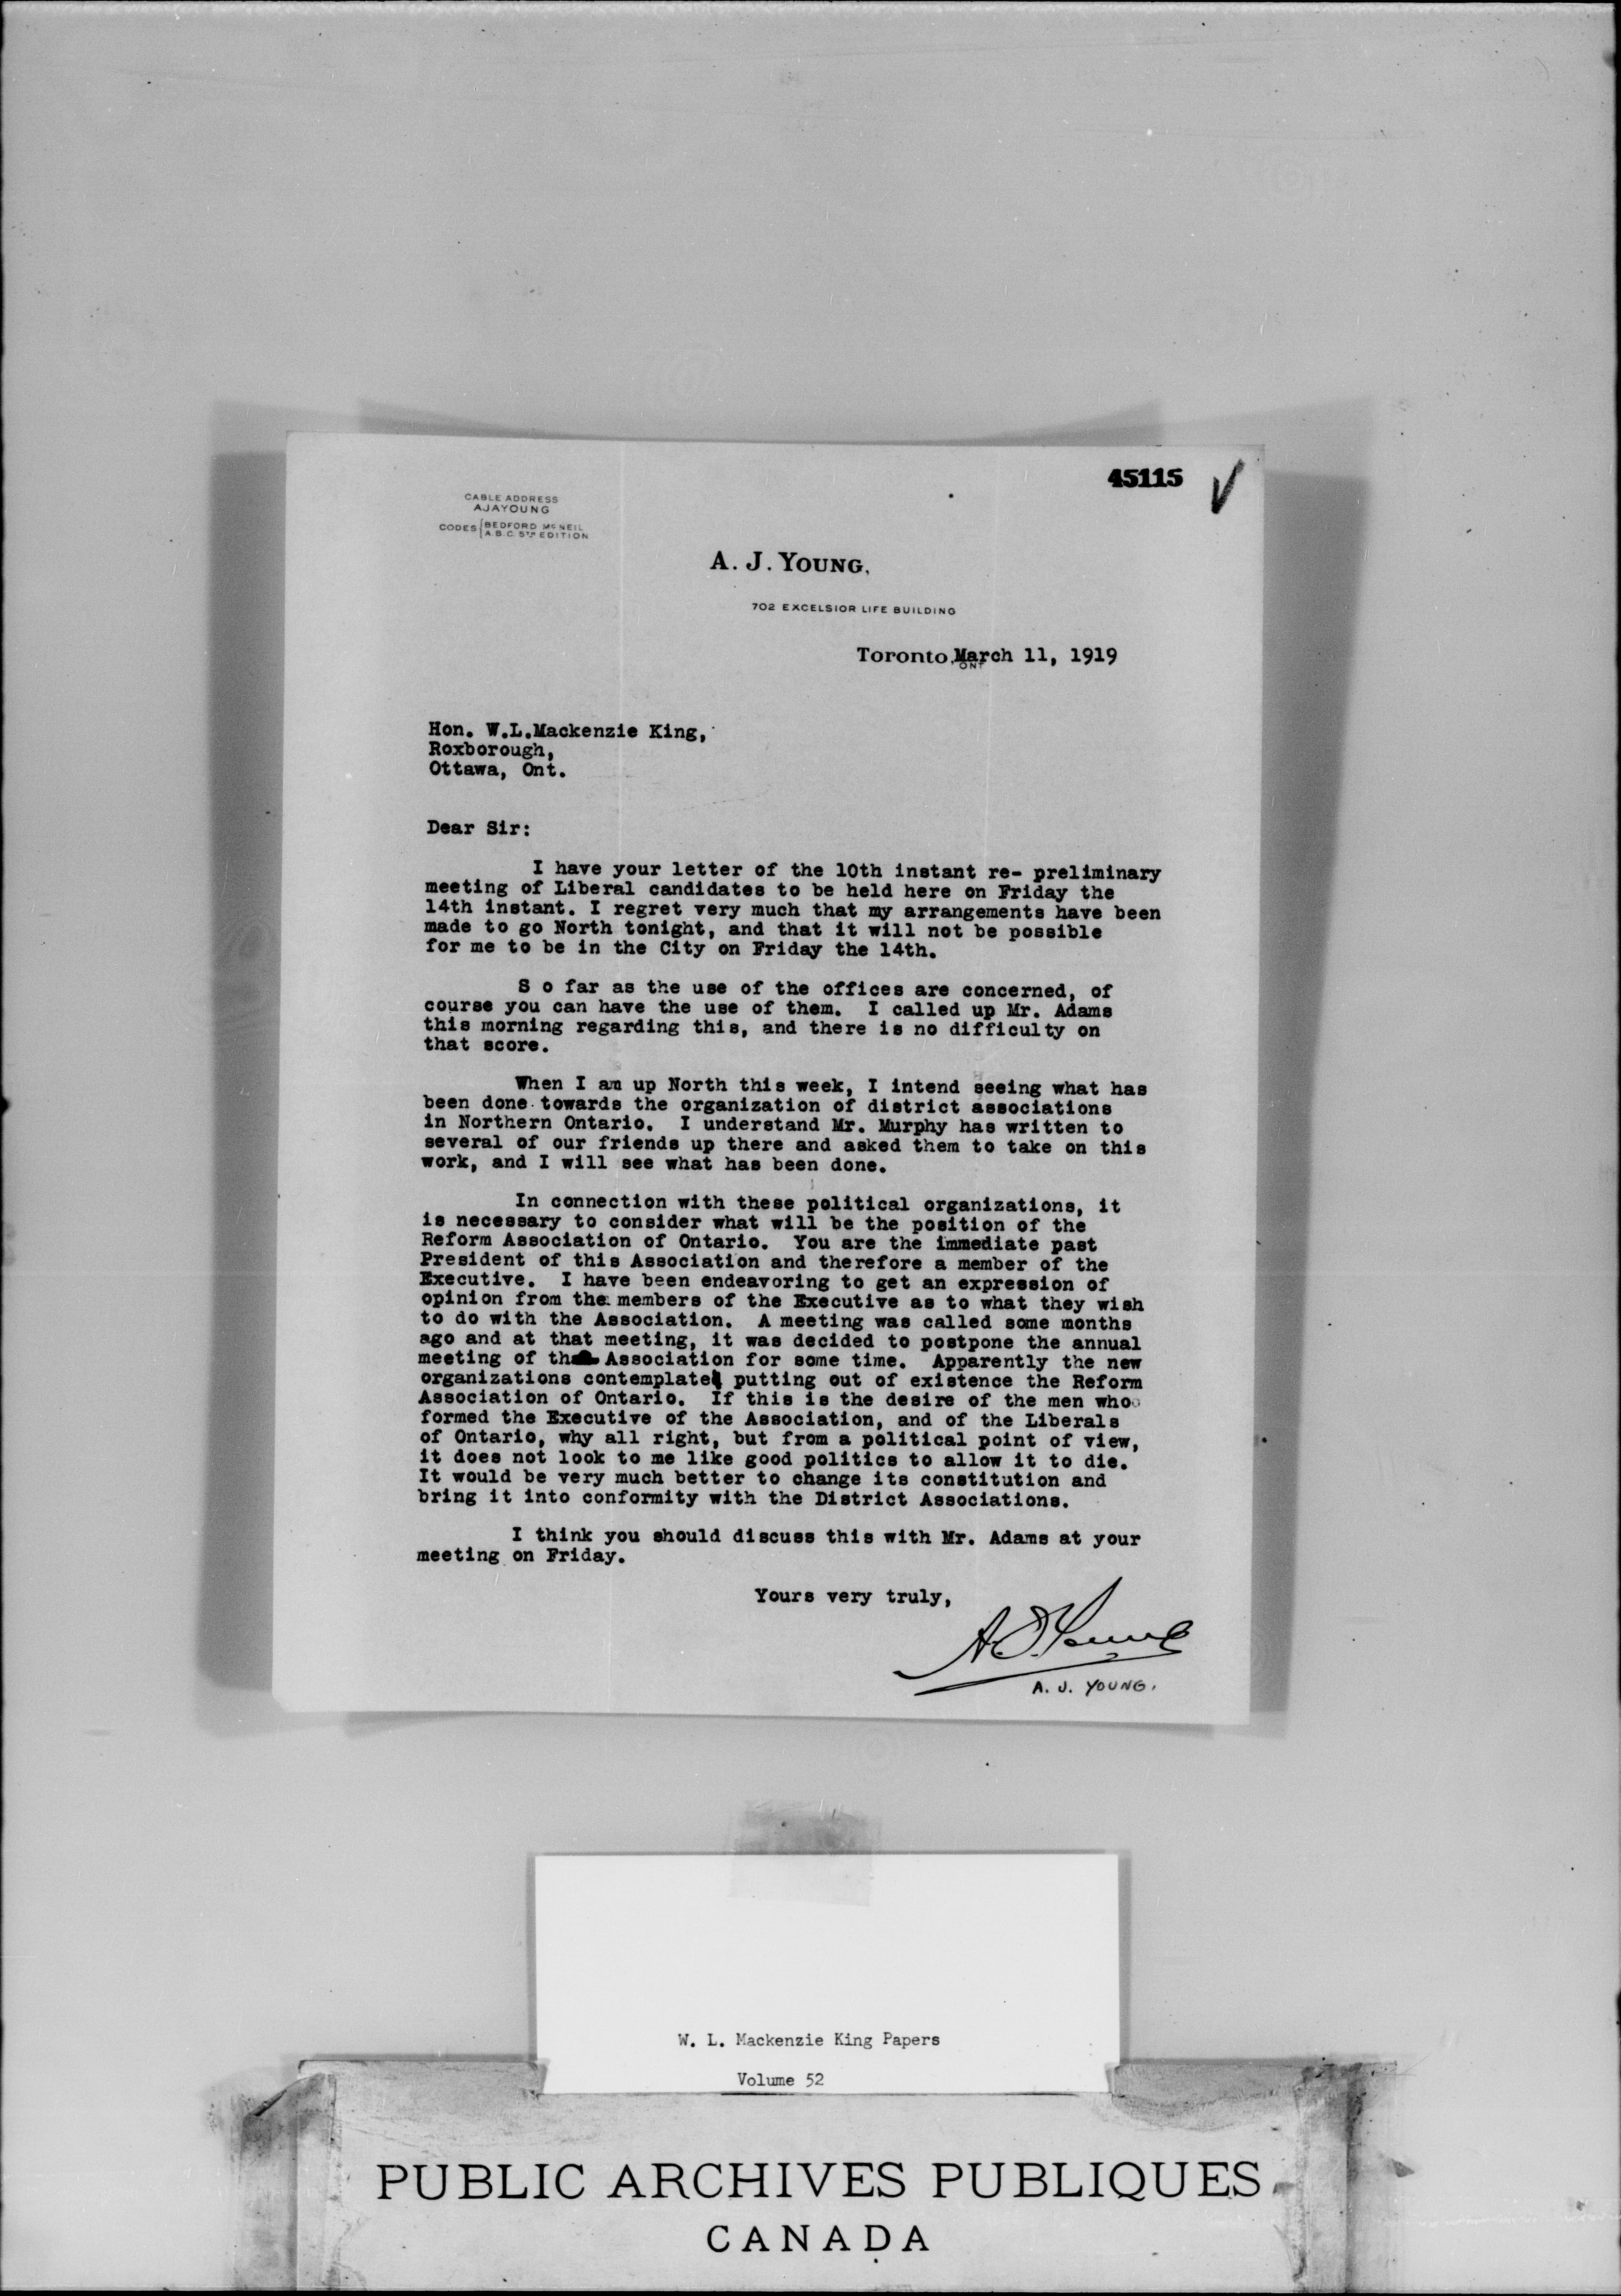 45115
CABLE ADDRESS
AJAYOUNG
CODES { BEDFORD McNEIL
A.B.C. 5TH EDITION
A. J. YOUNG,
702 EXCELSIOR LIFE BUILDING
Toronto, March 11, 1919
ONT
Hon. W.L.Mackenzie King,
Roxborough,
Ottawa, Ont.
Dear Sir:
I have your letter of the 10th instant re- preliminary
meeting of Liberal candidates to be held here on Friday the
14th instant. I regret very much that my arrangements have been
made to go North tonight, and that it will not be possible
for me to be in the City on Friday the 14th.
S o far as the use of the offices are concerned, of
course you can have the use of them. I called up Mr. Adams
this morning regarding this, and there is no difficulty on
that score.
When I am up North this week, I intend seeing what has
been done towards the organization of district associations
in Northern Ontario. I understand Mr. Murphy has written to
several of our friends up there and asked them to take on this
work, and I will see what has been done.
In connection with these political organizations, it
is necessary to consider what will be the position of the
Reform Association of Ontario. You are the immediate past
President of this Association and therefore a member of the
Executive. I have been endeavoring to get an expression of
opinion from the members of the Executive as to what they wish
to do with the Association. A meeting was called some months
ago and at that meeting, it was decided to postpone the annual
meeting of the Association for some time. Apparently the new
organizations contemplate putting out of existence the Reform
Association of Ontario. If this is the desire of the men who
formed the Executive of the Association, and of the Liberals
of Ontario, why all right, but from a political point of view,
it does not look to me like good politics to allow it to die.
It would be very much better to change its constitution and
bring it into conformity with the District Associations.
I think you should discuss this with Mr. Adams at your
meeting on Friday.
Yours very truly,
A.J. Young
A. J. YOUNG.
W. L. Mackenzie King Papers
Volume 52
PUBLIC ARCHIVES PUBLIQUES
CANADA